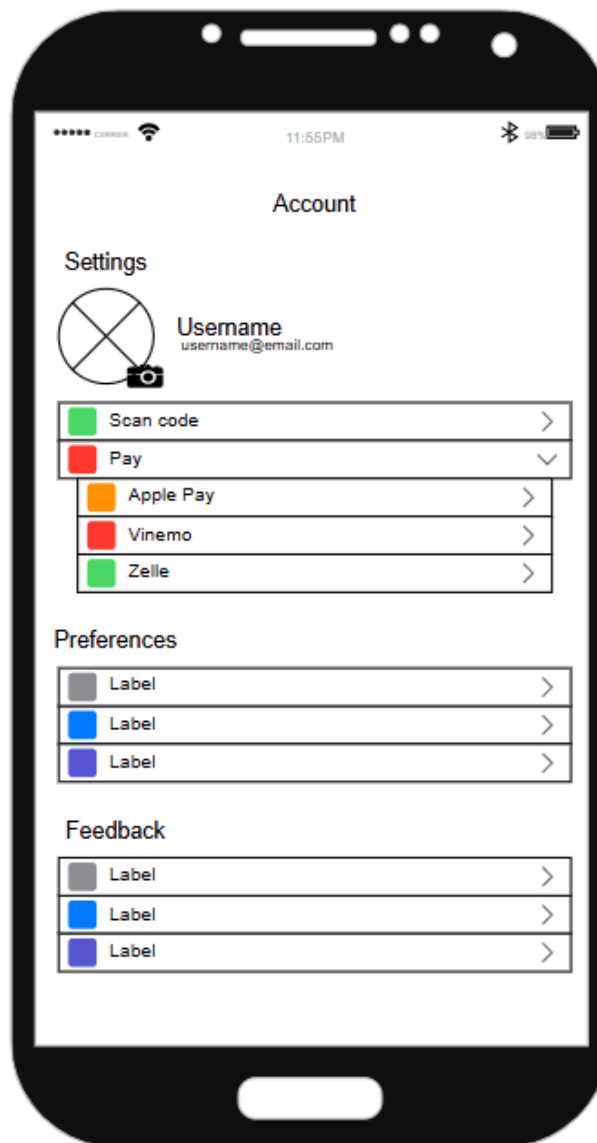 CARRIER 11:55PM 98%
Account
Settings
Username
username@email.com
Scan code
Pay
Apple Pay
Vinemo
Zelle
Preferences
Label
Label
Label
Feedback
Label
Label
Label